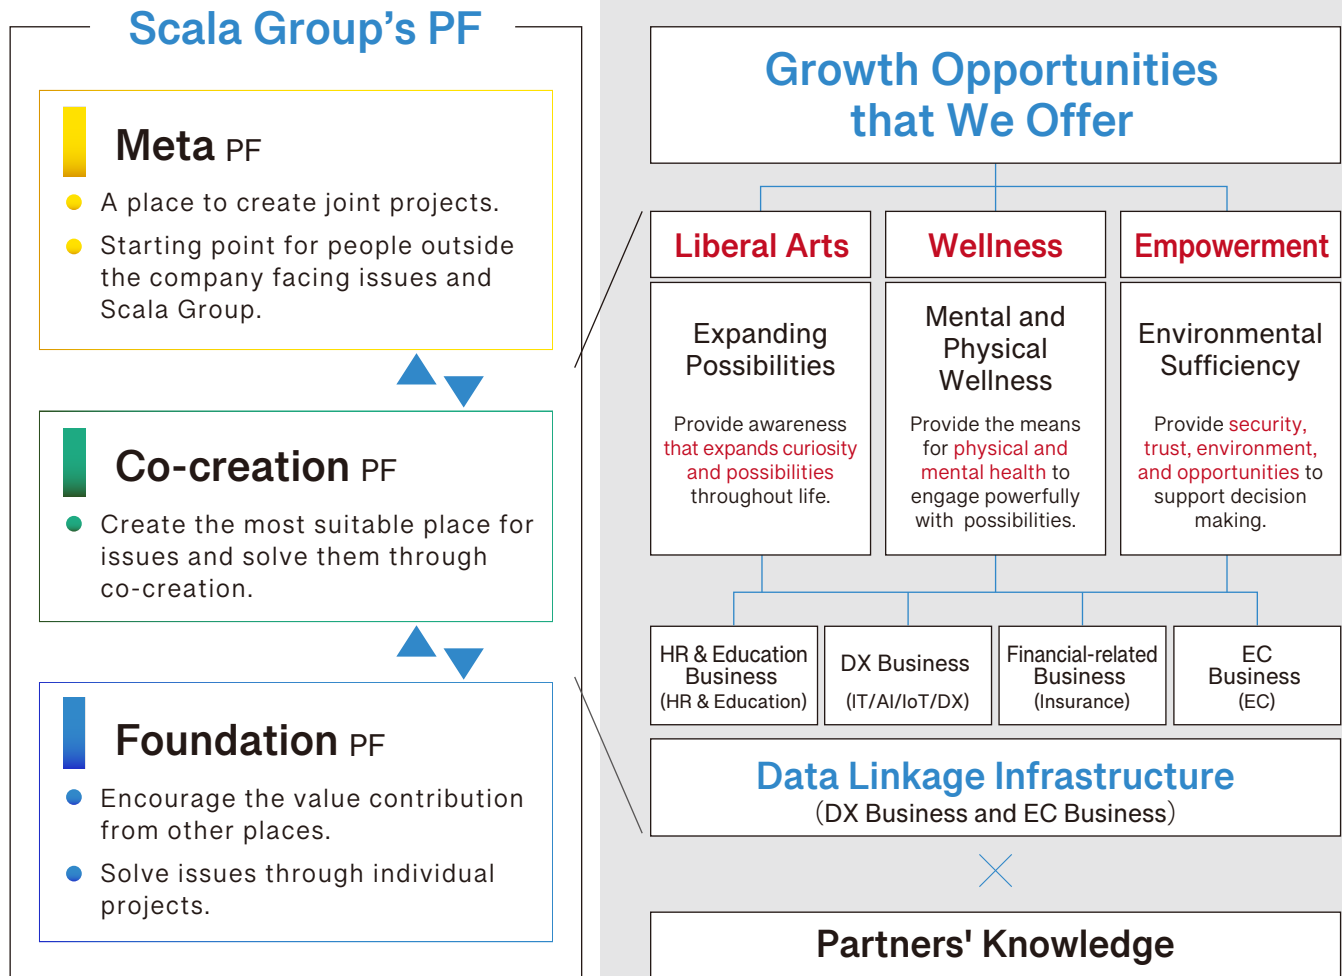 Scala Group's PF
Meta PF
A place to create joint projects.
Starting point for people outside
the company facing issues and
Scala Group.
Co-creation PF
Create the most suitable place for
issues and solve them through
co-creation.
Foundation PF
Encourage the value contribution
from other places.
Solve issues through individual
projects.
Growth Opportunities
that We Offer
Liberal Arts
Expanding
Possibilities
Provide awareness
that expands curiosity
and possibilities
throughout life.
Wellness
Mental and
Physical
Wellness
Provide the means
for physical and
mental health to
engage powerfully
with possibilities.
Empowerment
Environmental
Sufficiency
Provide security,
trust, environment,
and opportunities to
support decision
making.
HR & Education
Business
(HR & Education)
DX Business
(IT/AI/IoT/DX)
Financial-related
Business
(Insurance)
EC
Business
(EC)
Data Linkage Infrastructure
(DX Business and EC Business)
×
Partners' Knowledge